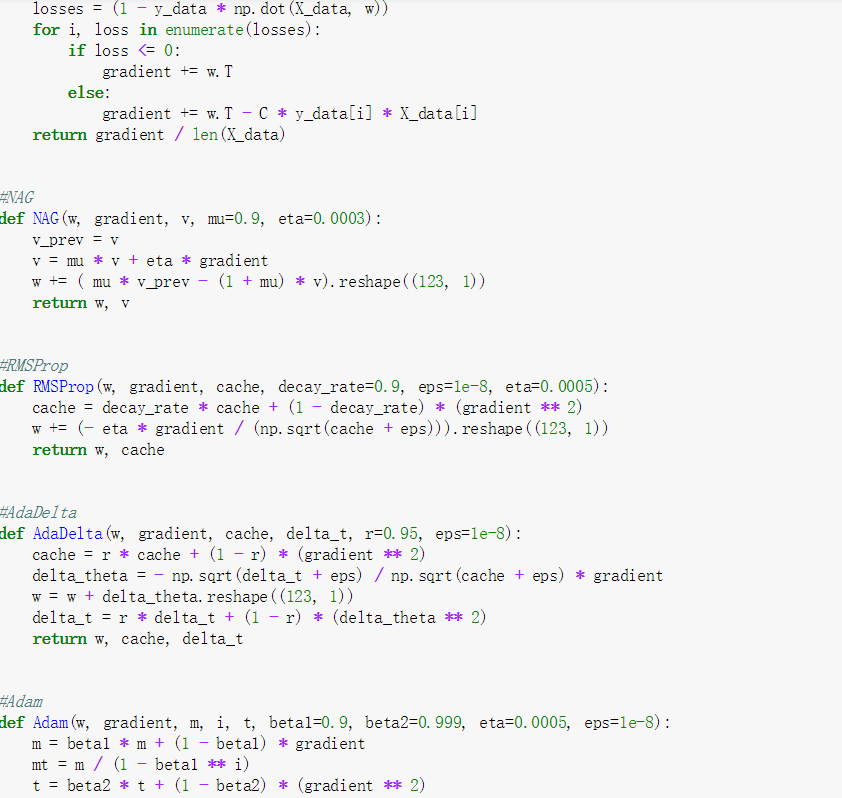 losses = (1 - y_data * np.dot(X_data, w))
for i, loss in enumerate(losses):
if loss <= 0:
gradient += w.T
else:
gradient += w.T - C * y_data[i] * X_data[i]
return gradient / len(X_data)
#NAG
def NAG(w, gradient, v, mu=0.9, eta=0.0003):
v_prev = v
v = mu * v + eta * gradient
w += ( mu * v_prev - (1 + mu) * v).reshape((123, 1))
return w, v
#RMSProp
def RMSProp(w, gradient, cache, decay_rate=0.9, eps=1e-8, eta=0.0005):
cache = decay_rate * cache + (1 - decay_rate) * (gradient ** 2)
w += (- eta * gradient / (np.sqrt(cache + eps))).reshape((123, 1))
return w, cache
#AdaDelta
def AdaDelta(w, gradient, cache, delta_t, r=0.95, eps=1e-8):
cache = r * cache + (1 - r) * (gradient ** 2)
delta_theta = - np.sqrt(delta_t + eps) / np.sqrt(cache + eps) * gradient
w = w + delta_theta.reshape((123, 1))
delta_t = r * delta_t + (1 - r) * (delta_theta ** 2)
return w, cache, delta_t
#Adam
def Adam(w, gradient, m, i, t, beta1=0.9, beta2=0.999, eta=0.0005, eps=1e-8):
m = beta1 * m + (1 - beta1) * gradient
mt = m / (1 - beta1 ** i)
t = beta2 * t + (1 - beta2) * (gradient ** 2)